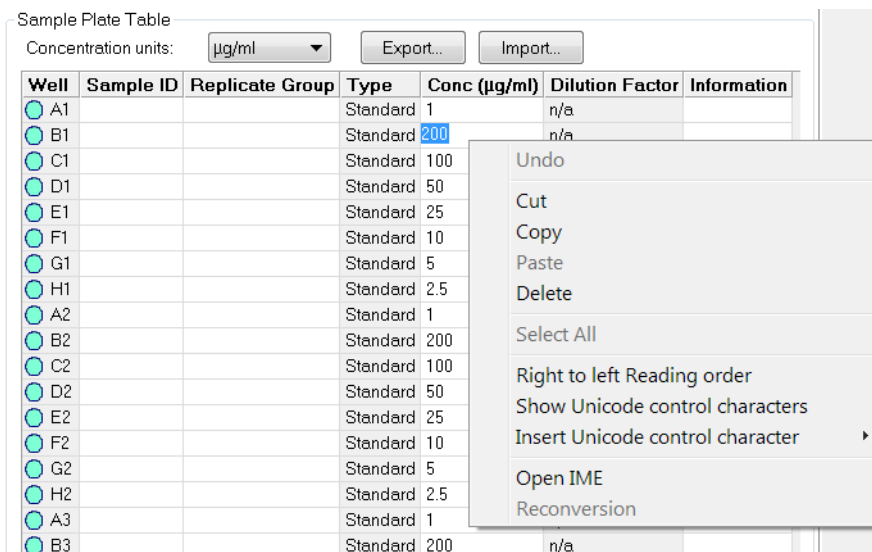 Sample Plate Table
Concentration units: µg/ml Export... Import...
Well Sample ID Replicate Group Type Conc (µg/ml) Dilution Factor Information
A1 Standard 1 n/a
B1 Standard 200 n/a
C1 Standard 100 Undo
D1 Standard 50 Cut
E1 Standard 25 Copy
F1 Standard 10 Paste
G1 Standard 5 Delete
H1 Standard 2.5
A2 Standard 1 Select All
B2 Standard 200
C2 Standard 100 Right to left Reading order
D2 Standard 50 Show Unicode control characters
E2 Standard 25 Insert Unicode control character
F2 Standard 10
G2 Standard 5 Open IME
H2 Standard 2.5 Reconversion
A3 Standard 1
B3 Standard 200 n/a